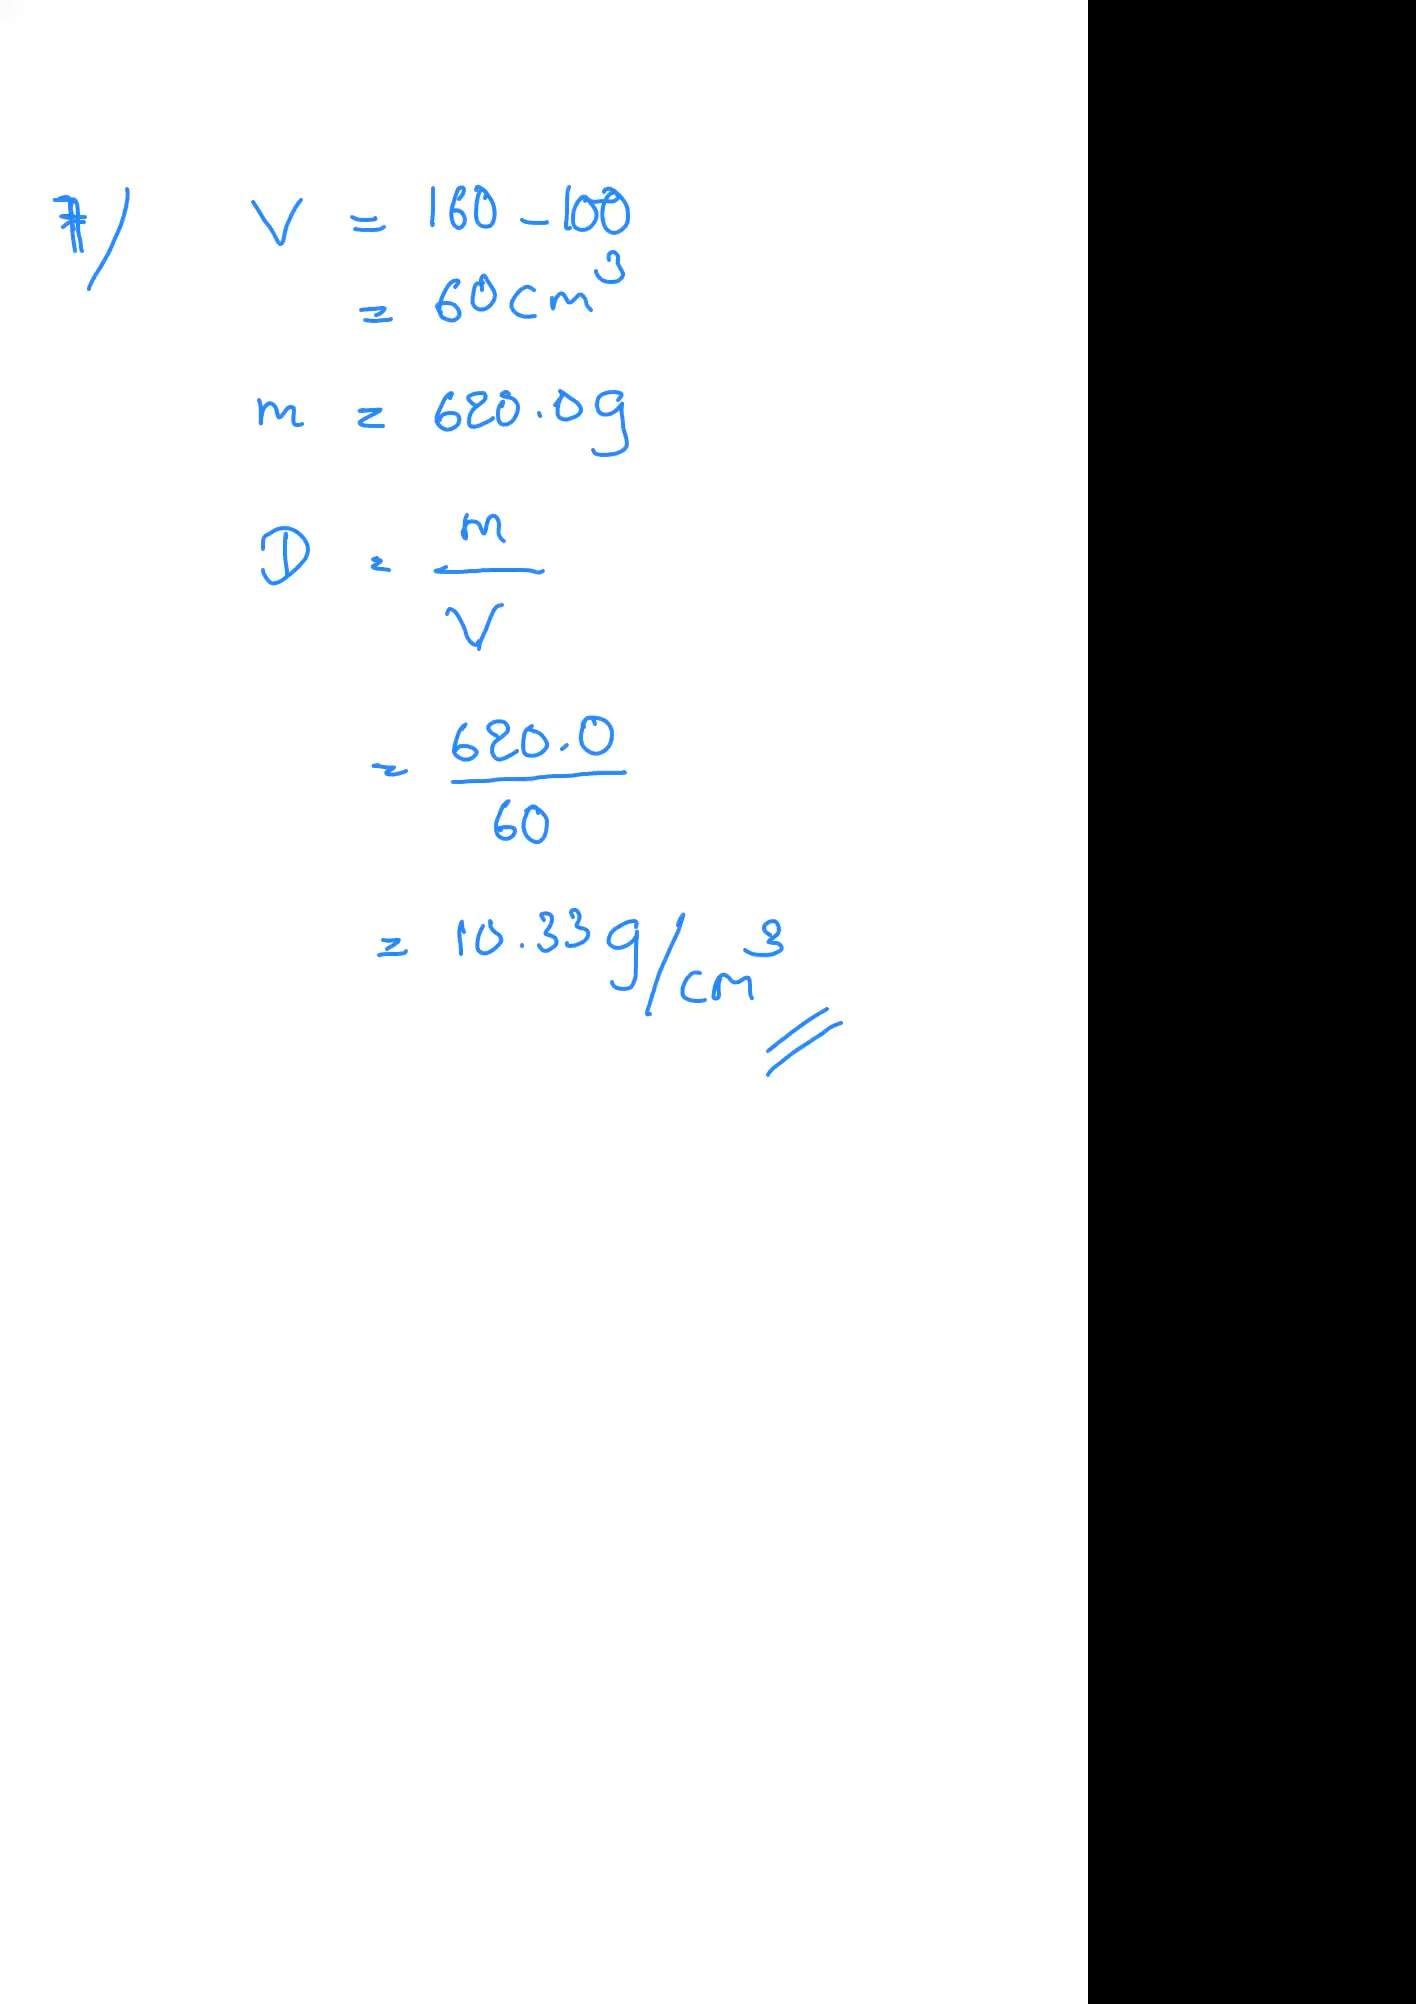 7/ V = 160 - 100
= 60cm³
m = 620.0g
D = m/V
= 620.0/60
= 10.33 g/cm³